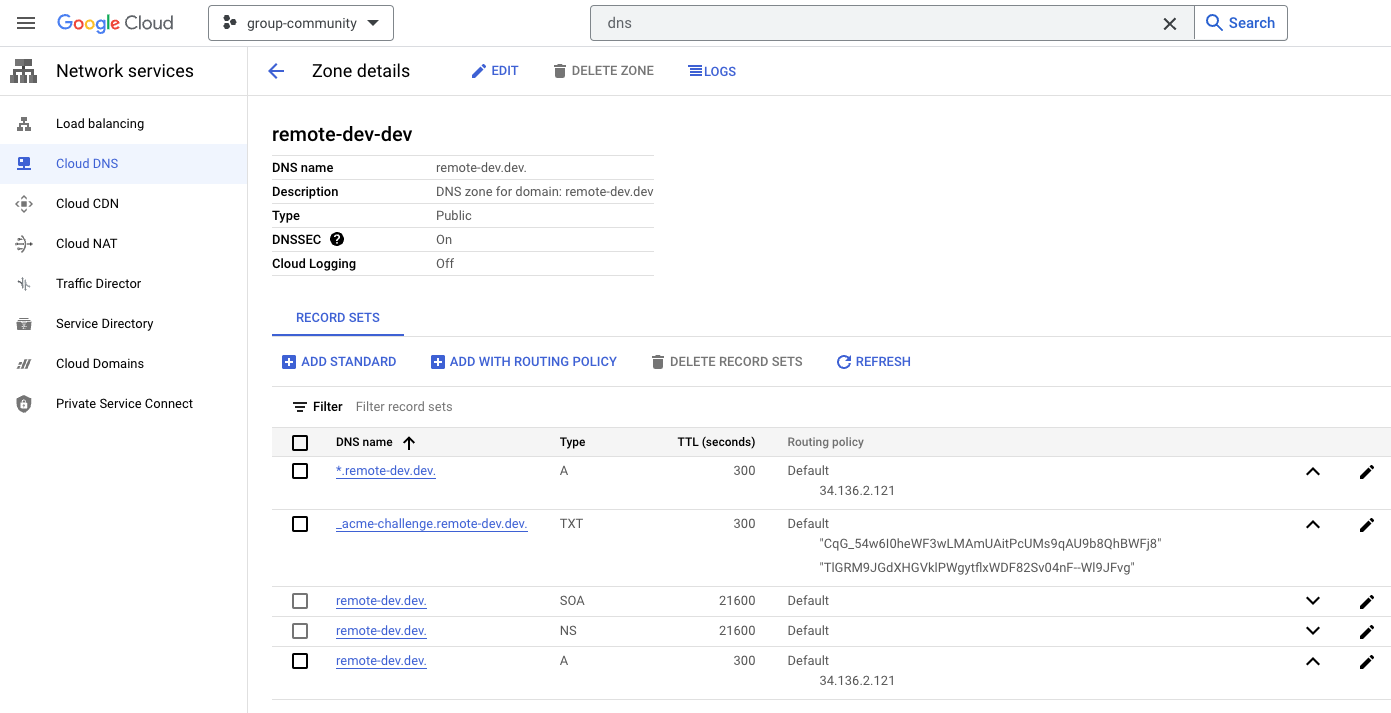 Google Cloud
group-community
dns
Search
Network services
Zone details
EDIT
DELETE ZONE
LOGS
Load balancing
Cloud DNS
Cloud CDN
Cloud NAT
Traffic Director
Service Directory
Cloud Domains
Private Service Connect
remote-dev-dev
DNS name remote-dev.dev.
Description DNS zone for domain: remote-dev.dev
Type Public
DNSSEC ? On
Cloud Logging Off
RECORD SETS
ADD STANDARD ADD WITH ROUTING POLICY DELETE RECORD SETS REFRESH
Filter Filter record sets
DNS name Type TTL (seconds) Routing policy
*.remote-dev.dev. A 300 Default
34.136.2.121
_acme-challenge.remote-dev.dev. TXT 300 Default
"CqG_54w6I0heWF3wLMAmUAitPcUMs9qAU9b8QhBWFj8"
"TlGRM9JGdXHGVklPWgytflxWDF82Sv04nF--Wl9JFvg"
remote-dev.dev. SOA 21600 Default
remote-dev.dev. NS 21600 Default
remote-dev.dev. A 300 Default
34.136.2.121